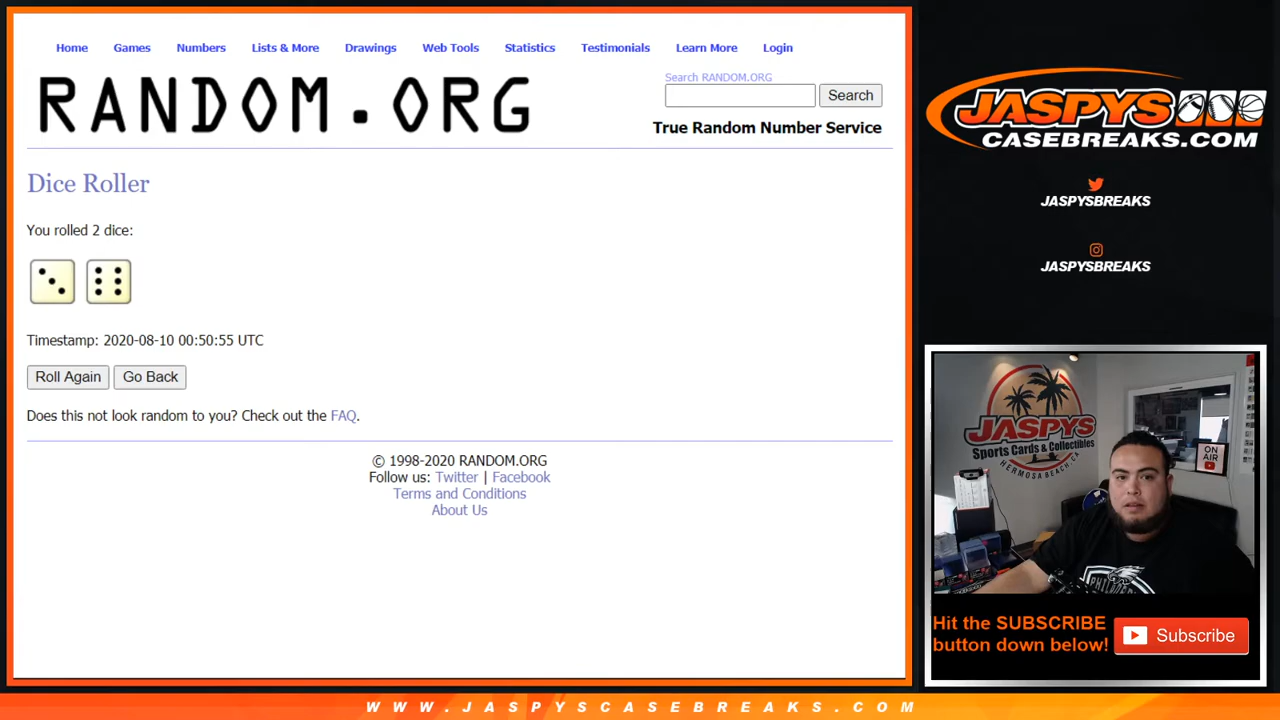 Home Games Numbers Lists & More Drawings Web Tools Statistics Testimonials Learn More Login
RANDOM.ORG
Search RANDOM.ORG
Search
True Random Number Service
Dice Roller
You rolled 2 dice:
Timestamp: 2020-08-10 00:50:55 UTC
Roll Again Go Back
Does this not look random to you? Check out the FAQ.
© 1998-2020 RANDOM.ORG
Follow us: Twitter | Facebook
Terms and Conditions
About Us
JASPYS
CASEBREAKS.COM
JASPYSBREAKS
JASPYSBREAKS
JASPYS
Sports Cards & Collectibles
HERMOSA BEACH, CA
ON
AIR
Hit the SUBSCRIBE
button down below!
Subscribe
WWW.JASPYSCASEBREAKS.COM